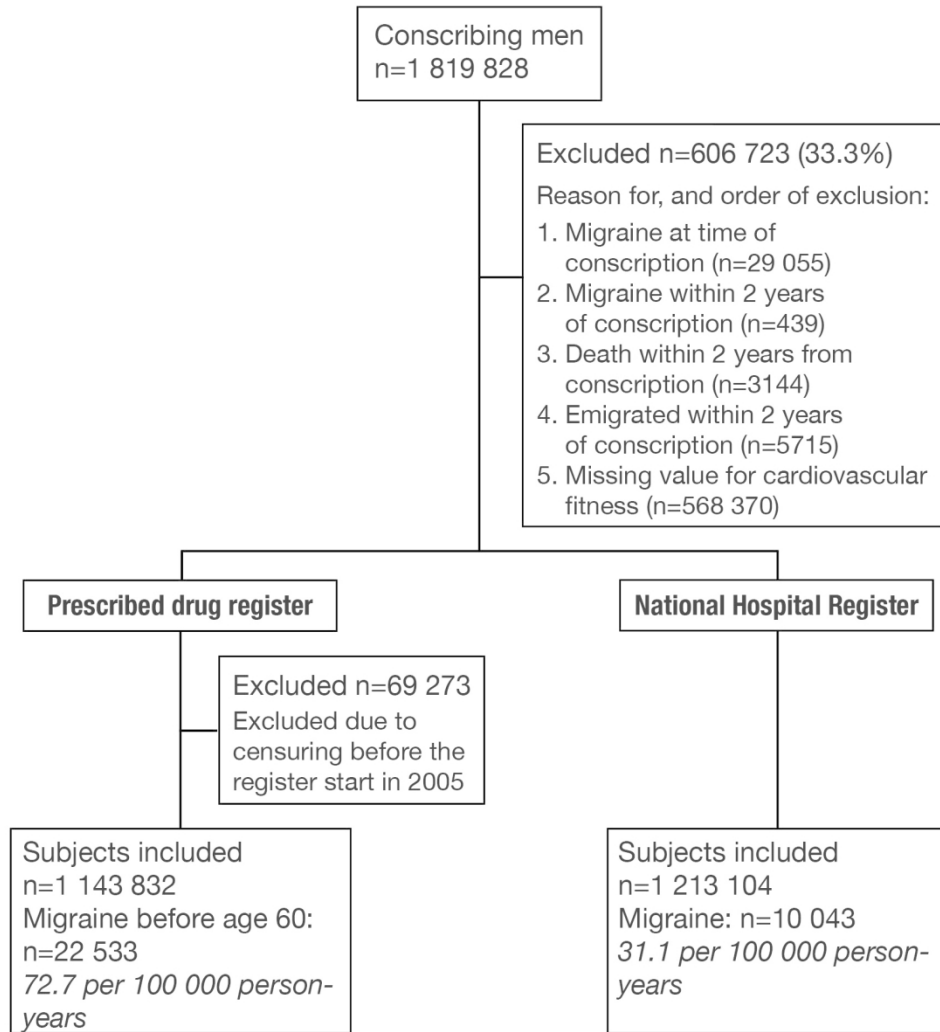 Conscribing men
n=1 819 828
Excluded n=606 723 (33.3%)
Reason for, and order of exclusion:
1. Migraine at time of
conscription (n=29 055)
2. Migraine within 2 years
of conscription (n=439)
3. Death within 2 years from
conscription (n=3144)
4. Emigrated within 2 years
of conscription (n=5715)
5. Missing value for cardiovascular
fitness (n=568 370)
Prescribed drug register
National Hospital Register
Excluded n=69 273
Excluded due to
censuring before the
register start in 2005
Subjects included
n=1 143 832
Migraine before age 60:
n=22 533
72.7 per 100 000 person-
years
Subjects included
n=1 213 104
Migraine: n=10 043
31.1 per 100 000 person-
years